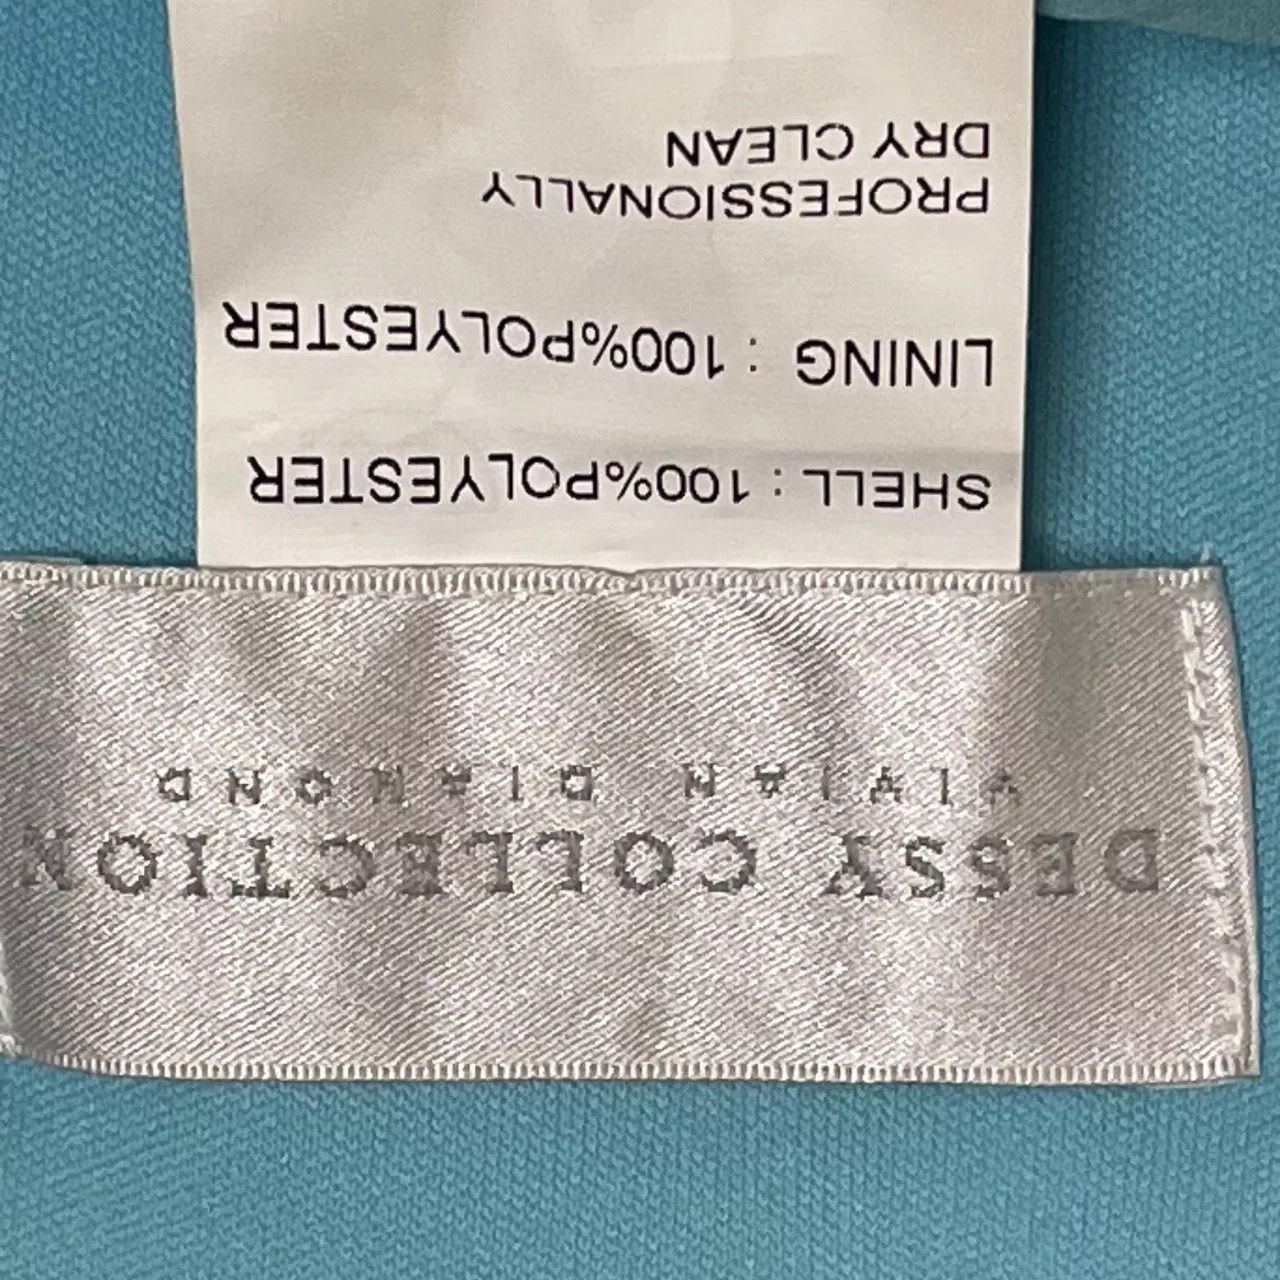 DESSY COLLECTION
VIVIAN DIAMOND
SHELL : 100%POLYESTER
LINING : 100%POLYESTER
PROFESSIONALLY
DRY CLEAN